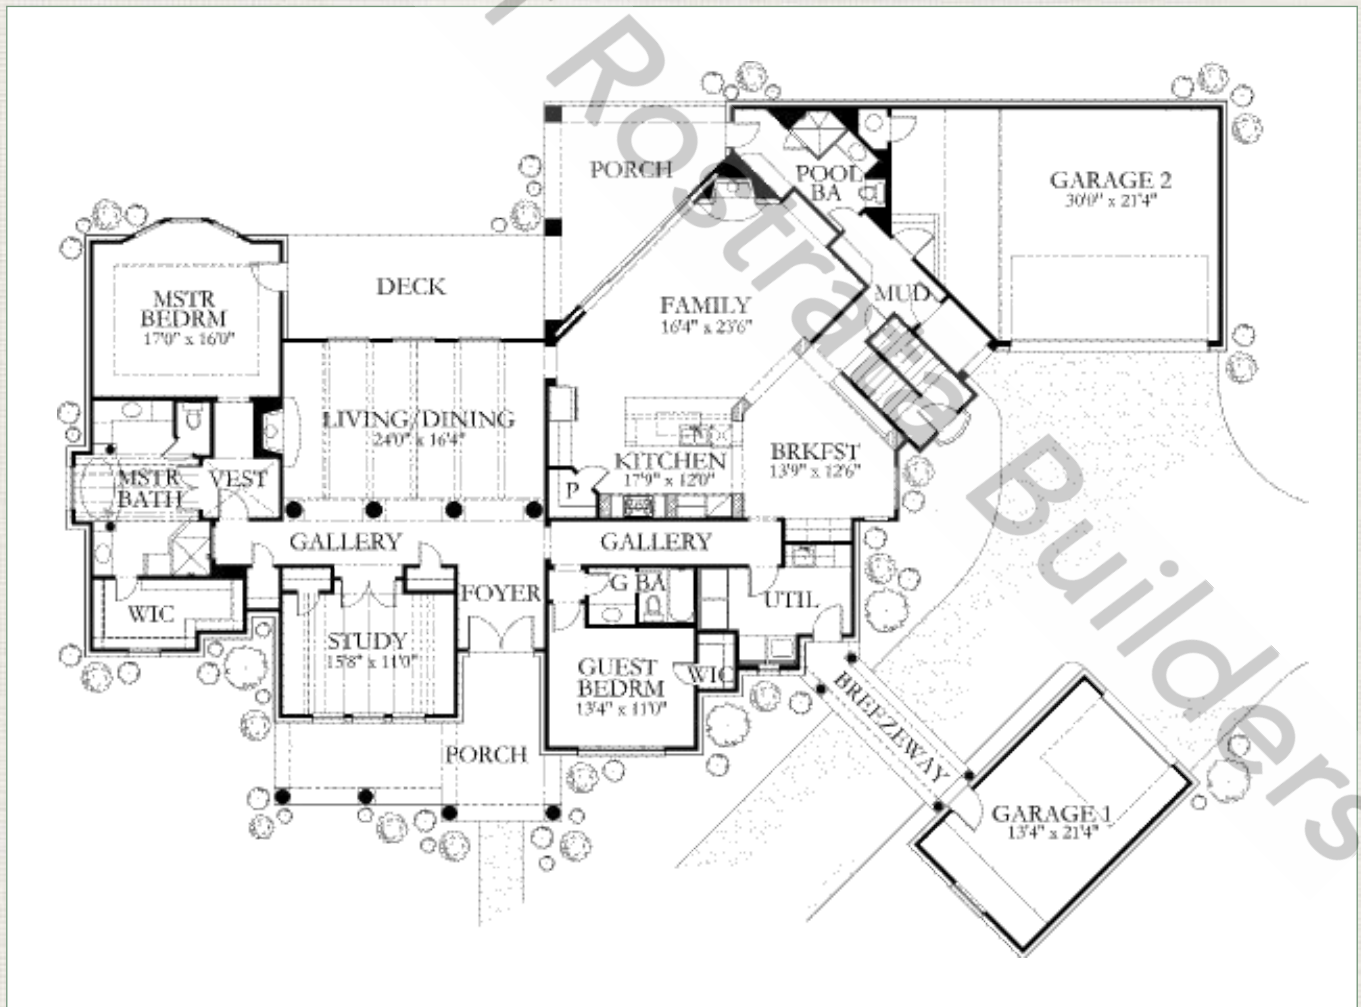 PORCH
POOL
BA
GARAGE 2
30'0" x 21'4"
DECK
MSTR
BEDRM
17'0" x 16'0"
FAMILY
16'4" x 23'6"
MUD
LIVING/DINING
24'0" x 16'4"
KITCHEN
17'9" x 12'0"
BRKFST
13'9" x 12'6"
MSTR
BATH
VEST
P
GALLERY
GALLERY
WIC
FOYER
G BA
UTIL
STUDY
15'8" x 11'0"
GUEST
BEDRM
13'4" x 11'0"
WIC
BREEZEWAY
PORCH
GARAGE 1
13'4" x 21'4"
Rostrata Builders